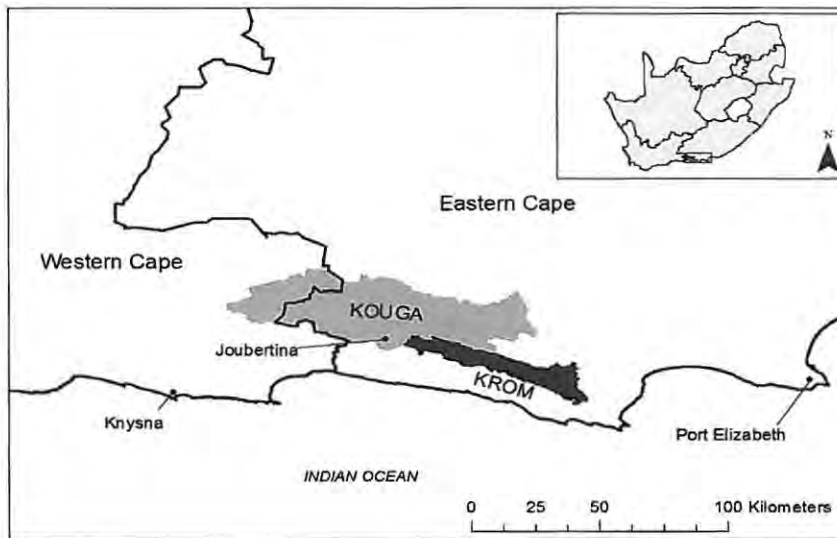 N
Eastern Cape
Western Cape
KOUGA
Joubertina
KROM
Knysna
Port Elizabeth
INDIAN OCEAN
0 25 50 100 Kilometers